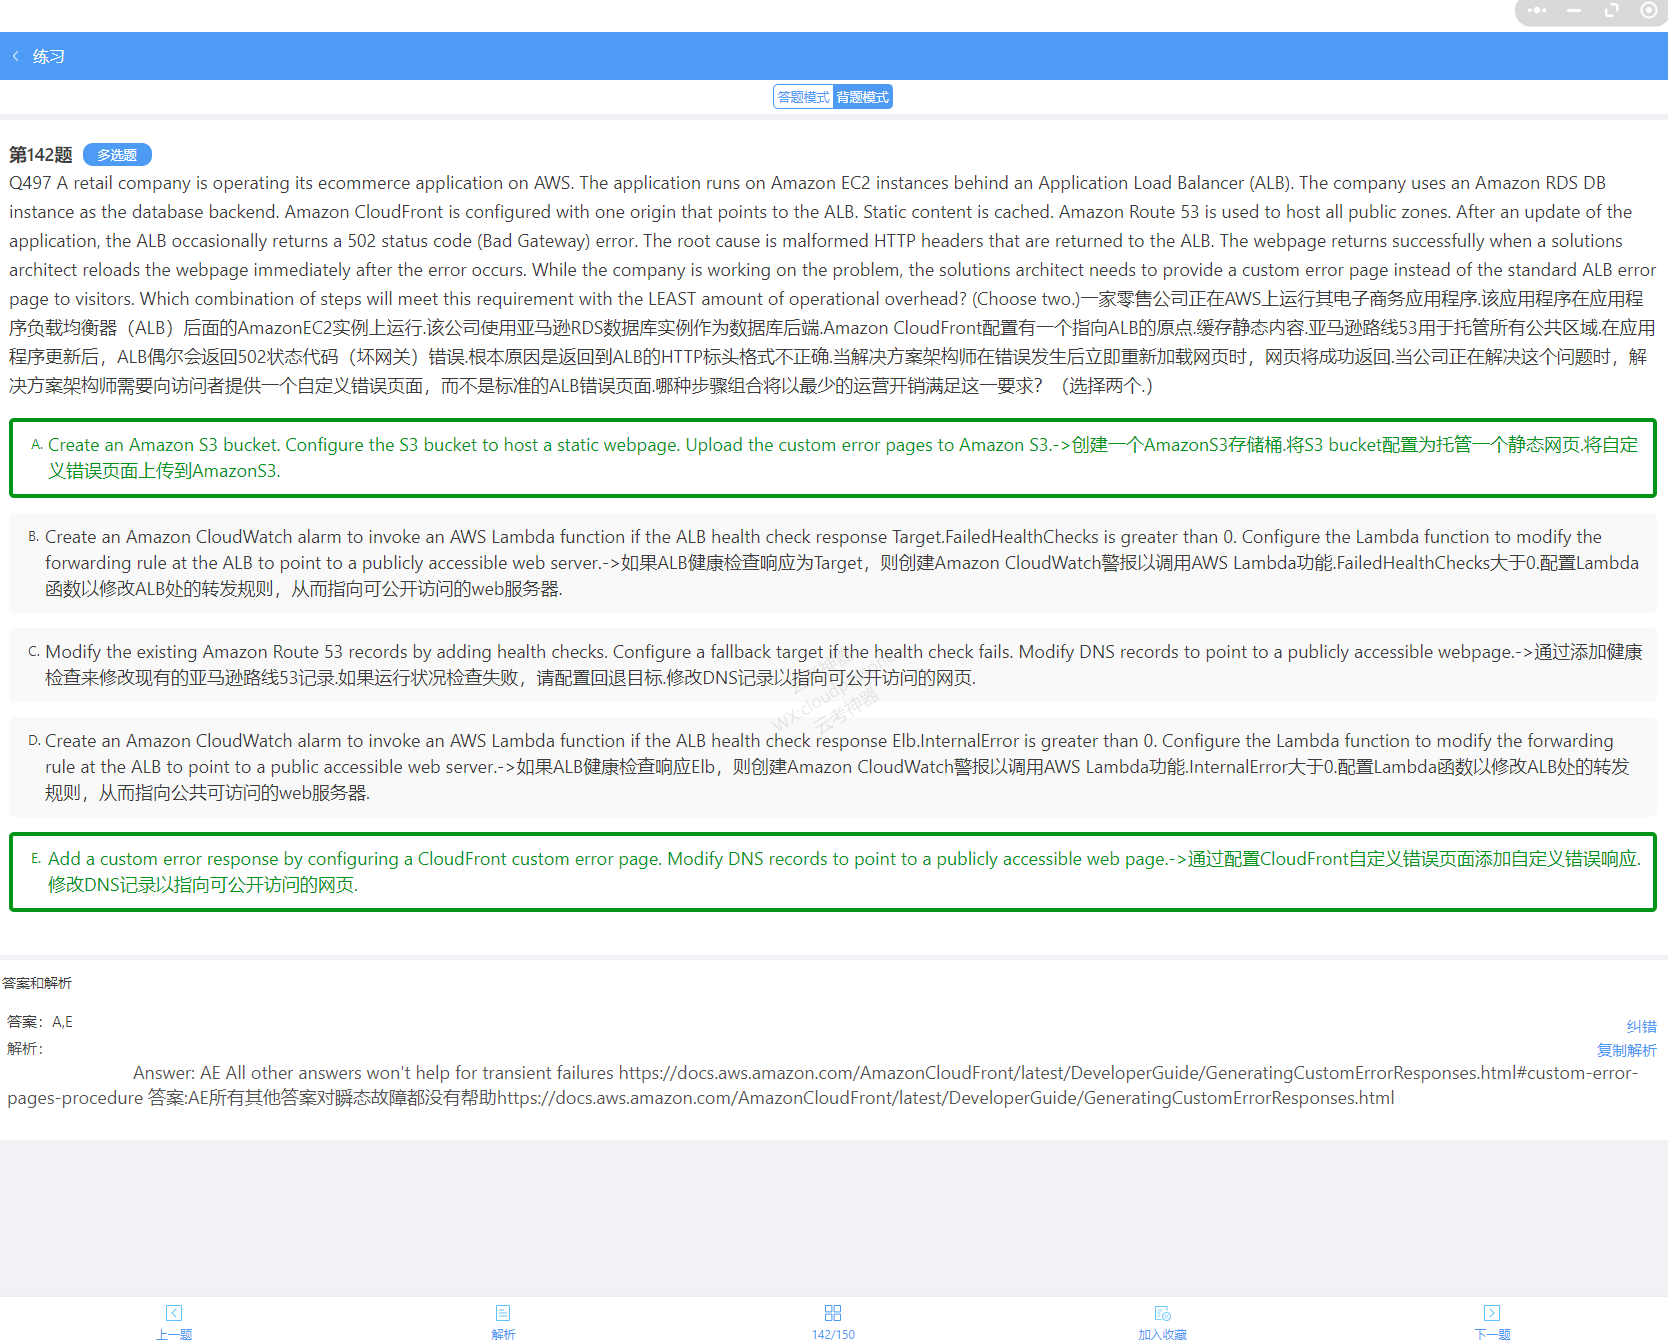 练习
答题模式 背题模式
第142题 多选题
Q497 A retail company is operating its ecommerce application on AWS. The application runs on Amazon EC2 instances behind an Application Load Balancer (ALB). The company uses an Amazon RDS DB
instance as the database backend. Amazon CloudFront is configured with one origin that points to the ALB. Static content is cached. Amazon Route 53 is used to host all public zones. After an update of the
application, the ALB occasionally returns a 502 status code (Bad Gateway) error. The root cause is malformed HTTP headers that are returned to the ALB. The webpage returns successfully when a solutions
architect reloads the webpage immediately after the error occurs. While the company is working on the problem, the solutions architect needs to provide a custom error page instead of the standard ALB error
page to visitors. Which combination of steps will meet this requirement with the LEAST amount of operational overhead? (Choose two.)一家零售公司正在AWS上运行其电子商务应用程序.该应用程序在应用程
序负载均衡器（ALB）后面的AmazonEC2实例上运行.该公司使用亚马逊RDS数据库实例作为数据库后端.Amazon CloudFront配置有一个指向ALB的原点.缓存静态内容.亚马逊路线53用于托管所有公共区域.在应用
程序更新后，ALB偶尔会返回502状态代码（坏网关）错误.根本原因是返回到ALB的HTTP标头格式不正确.当解决方案架构师在错误发生后立即重新加载网页时，网页将成功返回.当公司正在解决这个问题时，解
决方案架构师需要向访问者提供一个自定义错误页面，而不是标准的ALB错误页面.哪种步骤组合将以最少的运营开销满足这一要求？（选择两个.）
A. Create an Amazon S3 bucket. Configure the S3 bucket to host a static webpage. Upload the custom error pages to Amazon S3.->创建一个AmazonS3存储桶.将S3 bucket配置为托管一个静态网页.将自定
义错误页面上传到AmazonS3.
B. Create an Amazon CloudWatch alarm to invoke an AWS Lambda function if the ALB health check response Target.FailedHealthChecks is greater than 0. Configure the Lambda function to modify the
forwarding rule at the ALB to point to a publicly accessible web server.->如果ALB健康检查响应为Target，则创建Amazon CloudWatch警报以调用AWS Lambda功能.FailedHealthChecks大于0.配置Lambda
函数以修改ALB处的转发规则，从而指向可公开访问的web服务器.
C. Modify the existing Amazon Route 53 records by adding health checks. Configure a fallback target if the health check fails. Modify DNS records to point to a publicly accessible webpage.->通过添加健康
检查来修改现有的亚马逊路线53记录.如果运行状况检查失败，请配置回退目标.修改DNS记录以指向可公开访问的网页.
D. Create an Amazon CloudWatch alarm to invoke an AWS Lambda function if the ALB health check response Elb.InternalError is greater than 0. Configure the Lambda function to modify the forwarding
rule at the ALB to point to a public accessible web server.->如果ALB健康检查响应Elb，则创建Amazon CloudWatch警报以调用AWS Lambda功能.InternalError大于0.配置Lambda函数以修改ALB处的转发
规则，从而指向公共可访问的web服务器.
E. Add a custom error response by configuring a CloudFront custom error page. Modify DNS records to point to a publicly accessible web page.->通过配置CloudFront自定义错误页面添加自定义错误响应.
修改DNS记录以指向可公开访问的网页.
云考神器
答案和解析
答案：A,E
纠错
解析：
复制解析
Answer: AE All other answers won't help for transient failures https://docs.aws.amazon.com/AmazonCloudFront/latest/DeveloperGuide/GeneratingCustomErrorResponses.html#custom-error-
pages-procedure 答案:AE所有其他答案对瞬态故障都没有帮助https://docs.aws.amazon.com/AmazonCloudFront/latest/DeveloperGuide/GeneratingCustomErrorResponses.html
上一题 解析 142/150 加入收藏 下一题